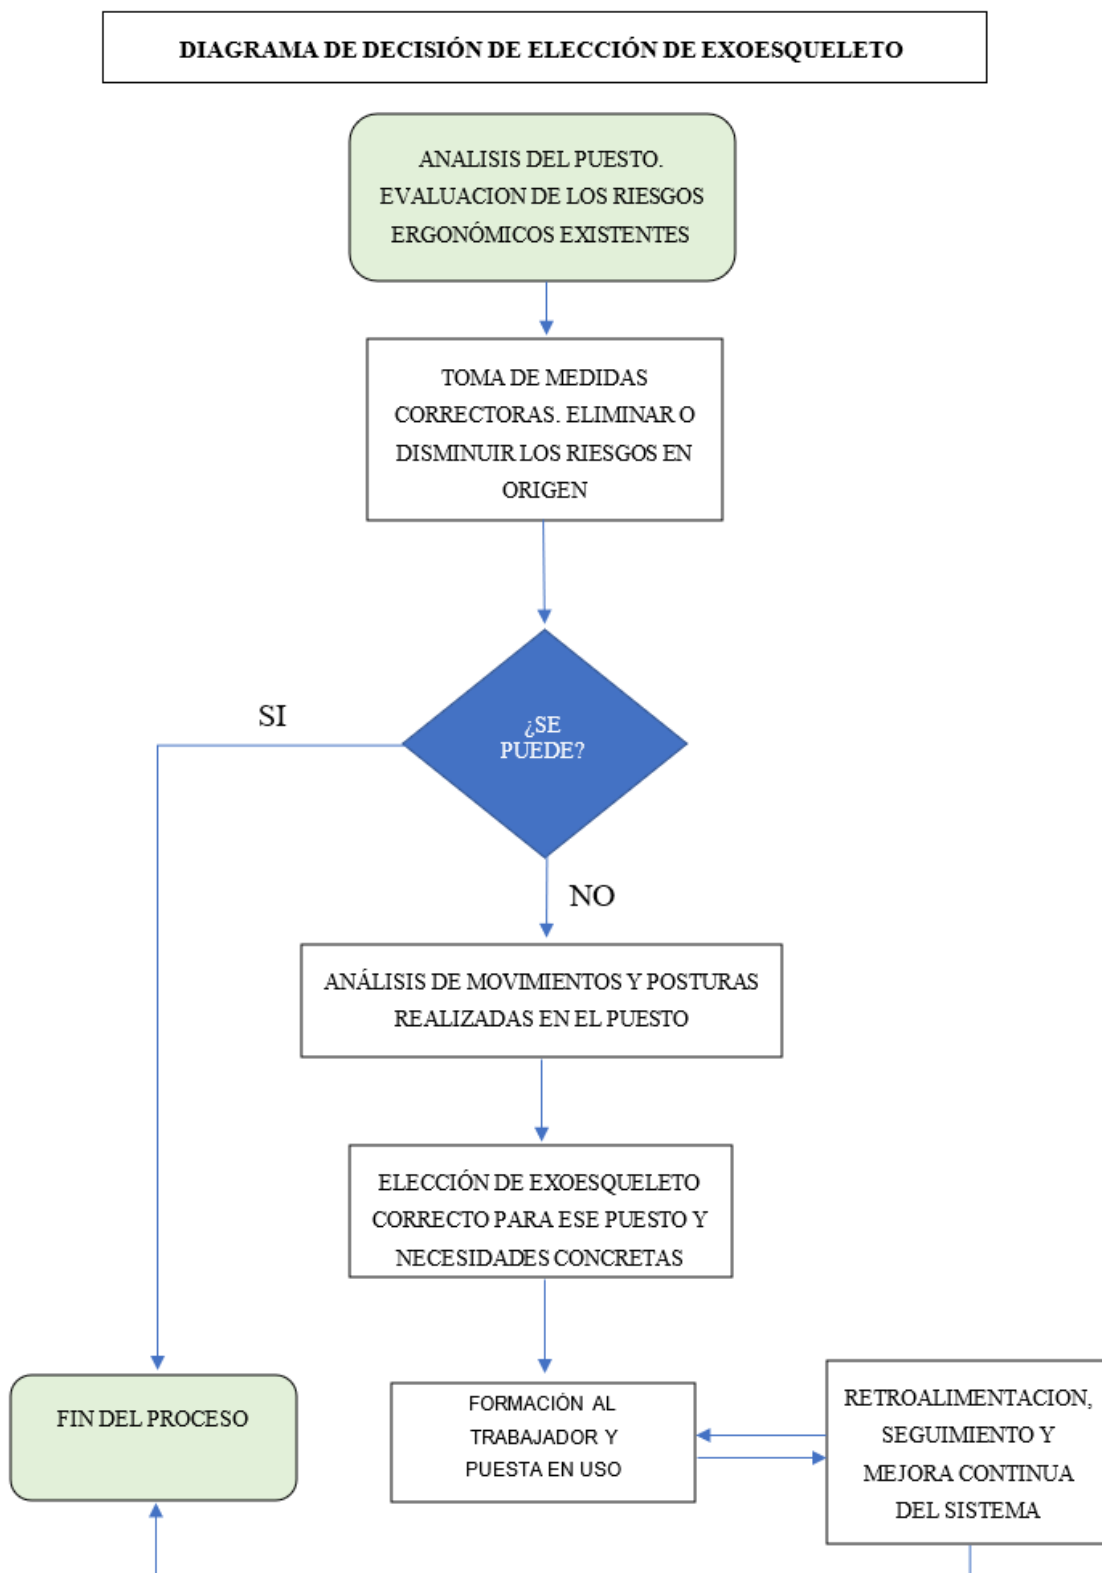 DIAGRAMA DE DECISIÓN DE ELECCIÓN DE EXOESQUELETO
ANALISIS DEL PUESTO.
EVALUACION DE LOS RIESGOS
ERGONÓMICOS EXISTENTES
TOMA DE MEDIDAS
CORRECTORAS. ELIMINAR O
DISMINUIR LOS RIESGOS EN
ORIGEN
SI
¿SE
PUEDE?
NO
ANÁLISIS DE MOVIMIENTOS Y POSTURAS
REALIZADAS EN EL PUESTO
ELECCIÓN DE EXOESQUELETO
CORRECTO PARA ESE PUESTO Y
NECESIDADES CONCRETAS
FIN DEL PROCESO
FORMACIÓN AL
TRABAJADOR Y
PUESTA EN USO
RETROALIMENTACION,
SEGUIMIENTO Y
MEJORA CONTINUA
DEL SISTEMA